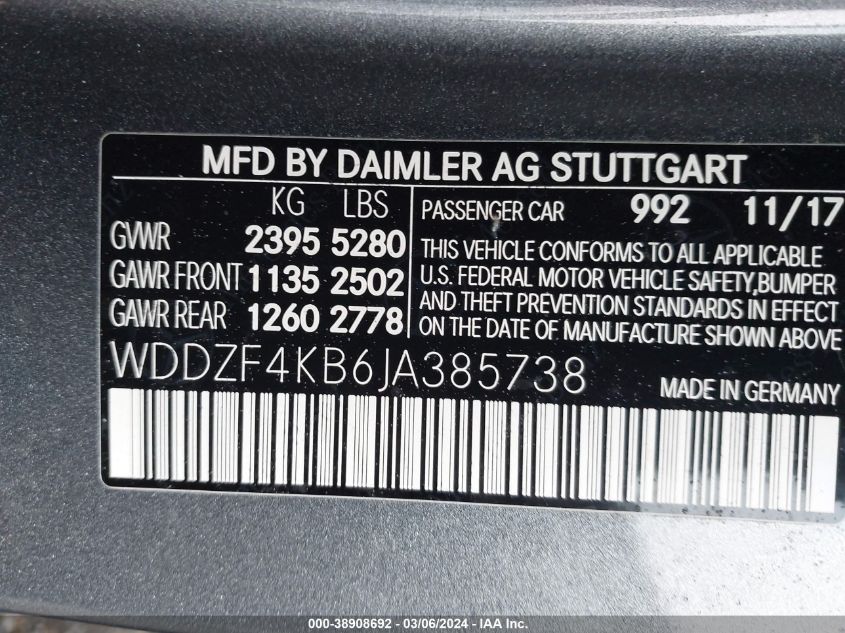 MFD BY DAIMLER AG STUTTGART
KG LBS
GVWR 2395 5280
GAWR FRONT 1135 2502
GAWR REAR 1260 2778
PASSENGER CAR 992 11/17
THIS VEHICLE CONFORMS TO ALL APPLICABLE
U.S. FEDERAL MOTOR VEHICLE SAFETY,BUMPER
AND THEFT PREVENTION STANDARDS IN EFFECT
ON THE DATE OF MANUFACTURE SHOWN ABOVE
WDDZF4KB6JA385738
MADE IN GERMANY
000-38908692 - 03/06/2024 - IAA Inc.